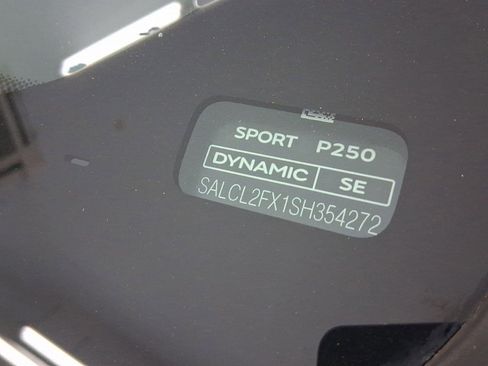 SPORT P250
DYNAMIC SE
SALCL2FX1SH354272